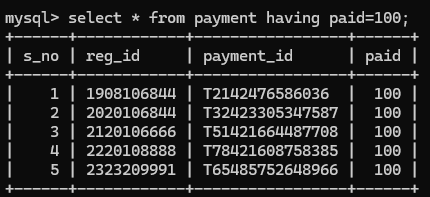 mysql> select * from payment having paid=100;
+------+------------+----------------+------+
| s_no | reg_id     | payment_id     | paid |
+------+------------+----------------+------+
|    1 | 1908106844 | T2142476586036 |  100 |
|    2 | 2020106844 | T32423305347587 |  100 |
|    3 | 2120106666 | T51421664487708 |  100 |
|    4 | 2220108888 | T78421608758385 |  100 |
|    5 | 2323209991 | T65485752648966 |  100 |
+------+------------+----------------+------+